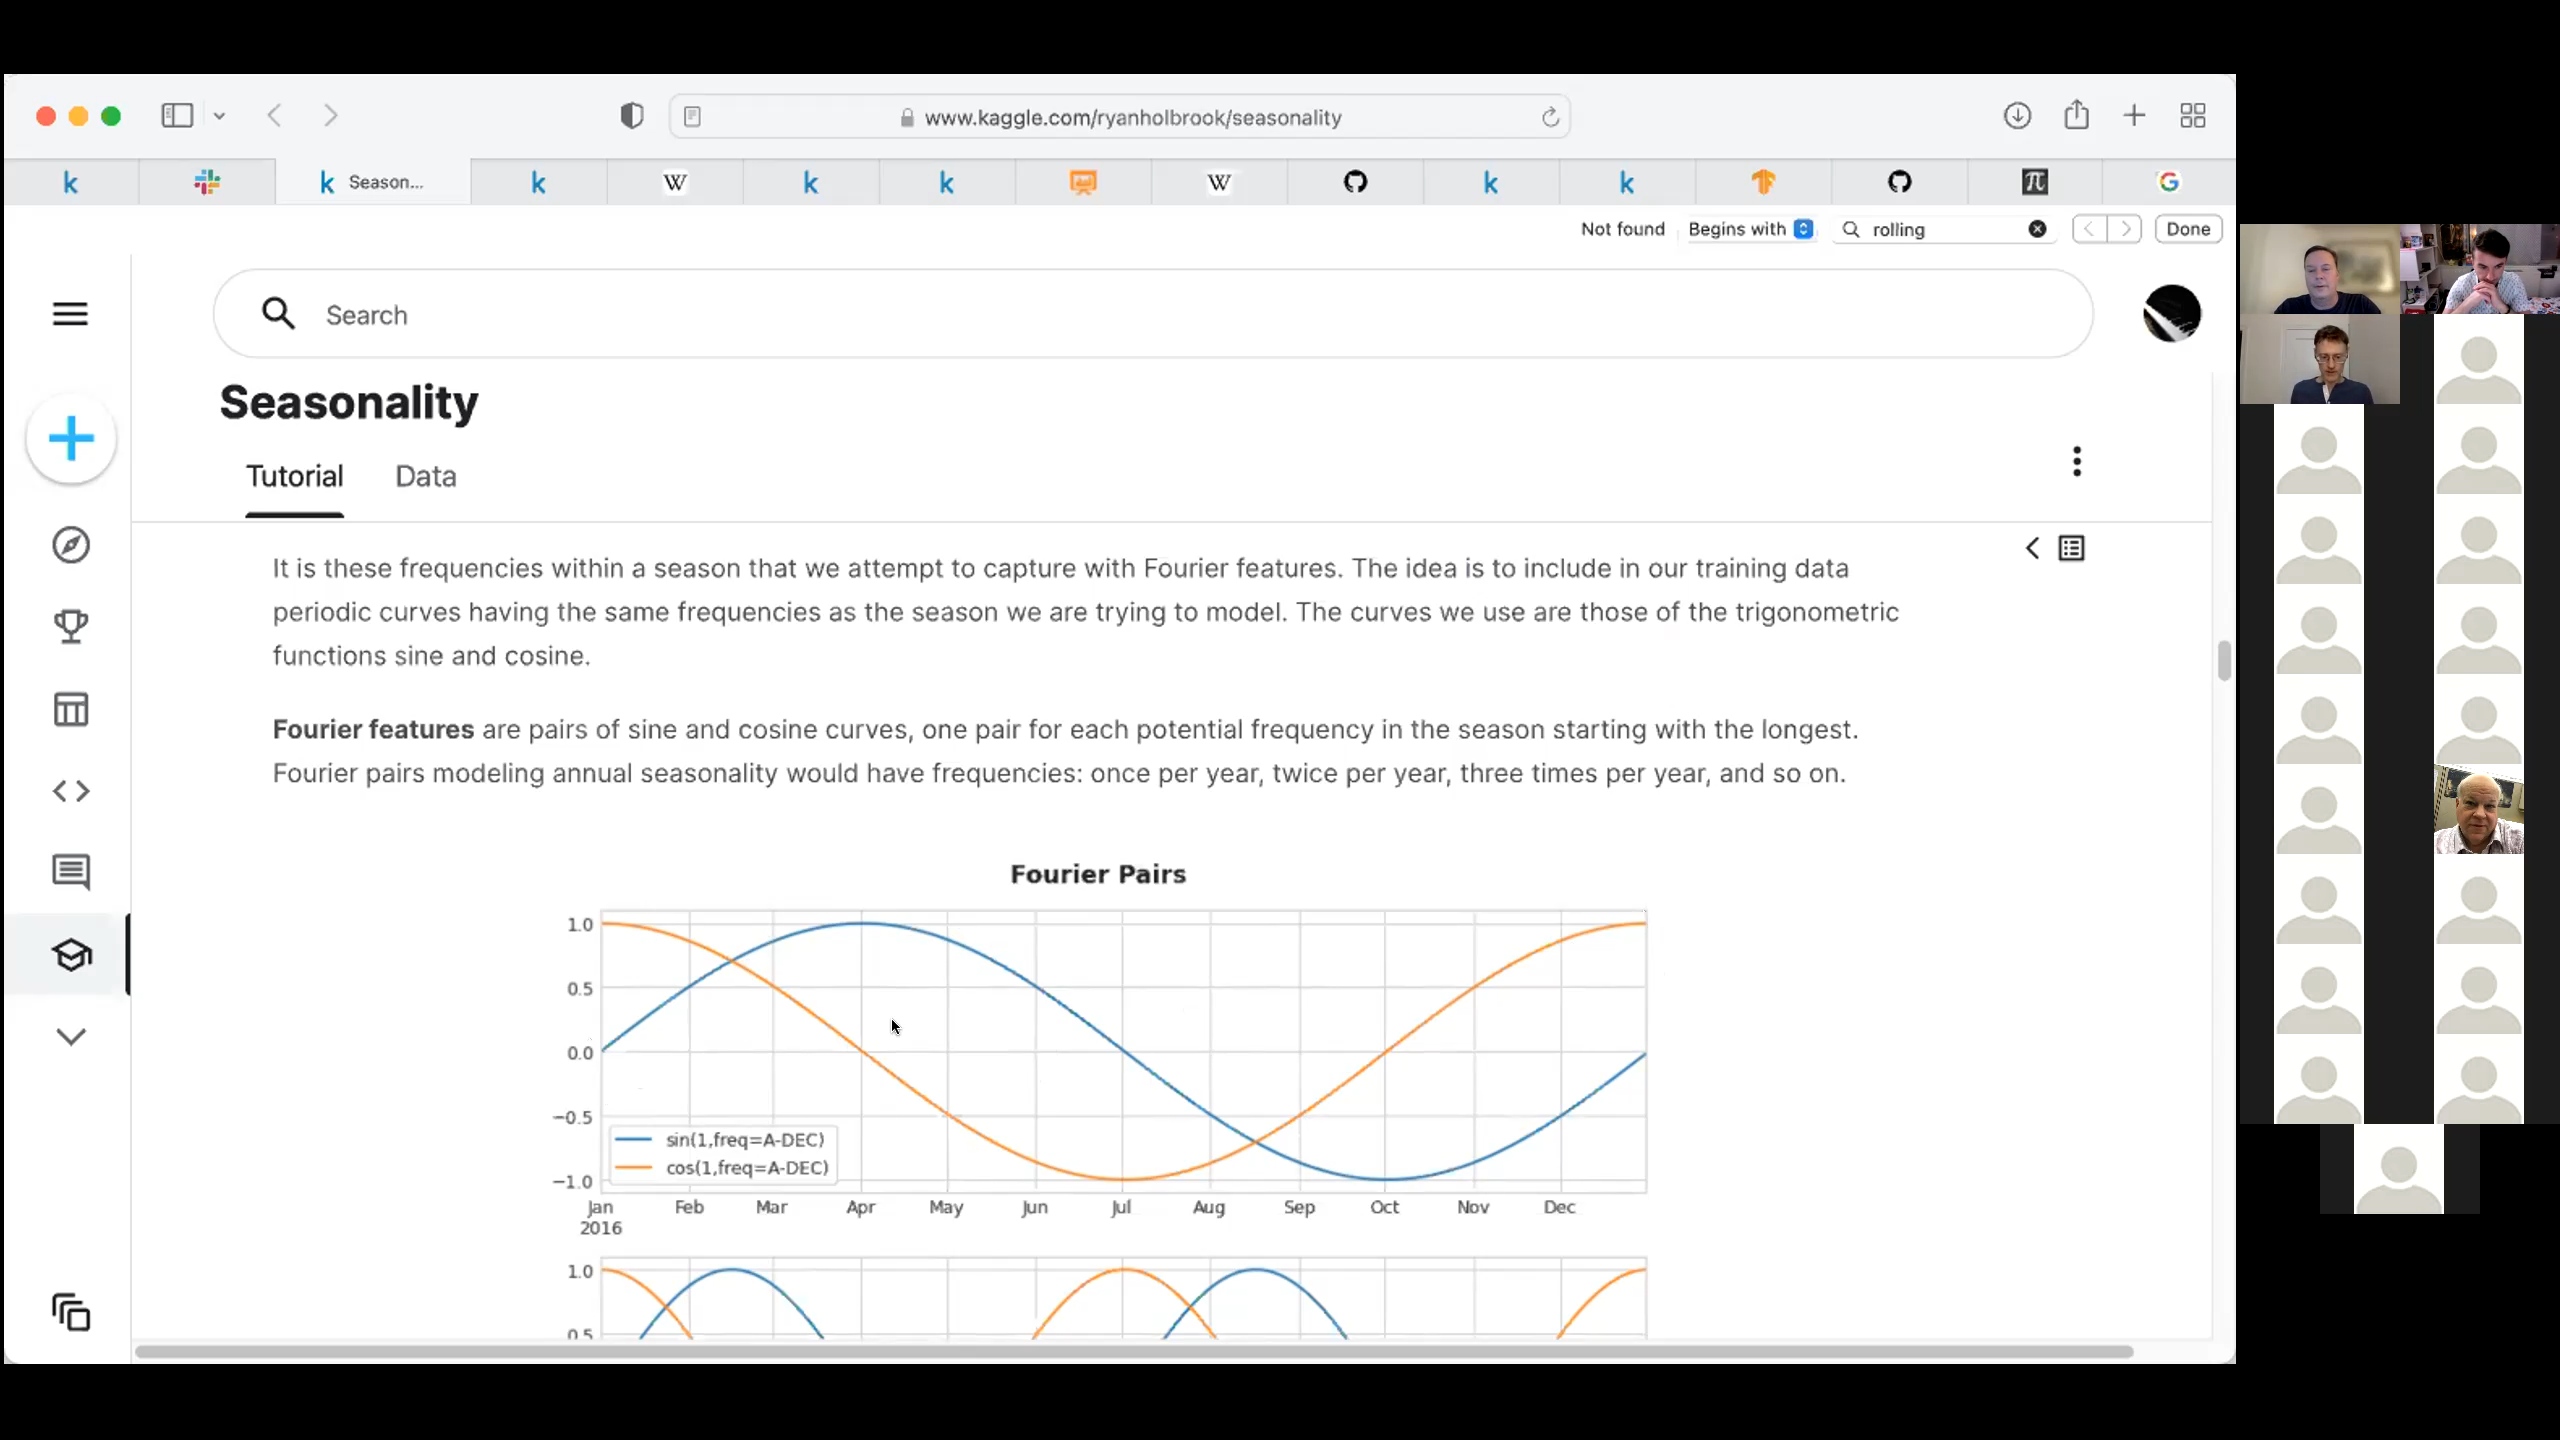 www.kaggle.com/ryanholbrook/seasonality
k
k Season...
k
W
k
k
W
k
k
π
G
Not found Begins with rolling Done
Search
Seasonality
Tutorial Data
It is these frequencies within a season that we attempt to capture with Fourier features. The idea is to include in our training data
periodic curves having the same frequencies as the season we are trying to model. The curves we use are those of the trigonometric
functions sine and cosine.
Fourier features are pairs of sine and cosine curves, one pair for each potential frequency in the season starting with the longest.
Fourier pairs modeling annual seasonality would have frequencies: once per year, twice per year, three times per year, and so on.
Fourier Pairs
1.0
0.5
0.0
−0.5
−1.0
sin(1,freq=A-DEC)
cos(1,freq=A-DEC)
Jan Feb Mar Apr May Jun Jul Aug Sep Oct Nov Dec
2016
1.0
0.5